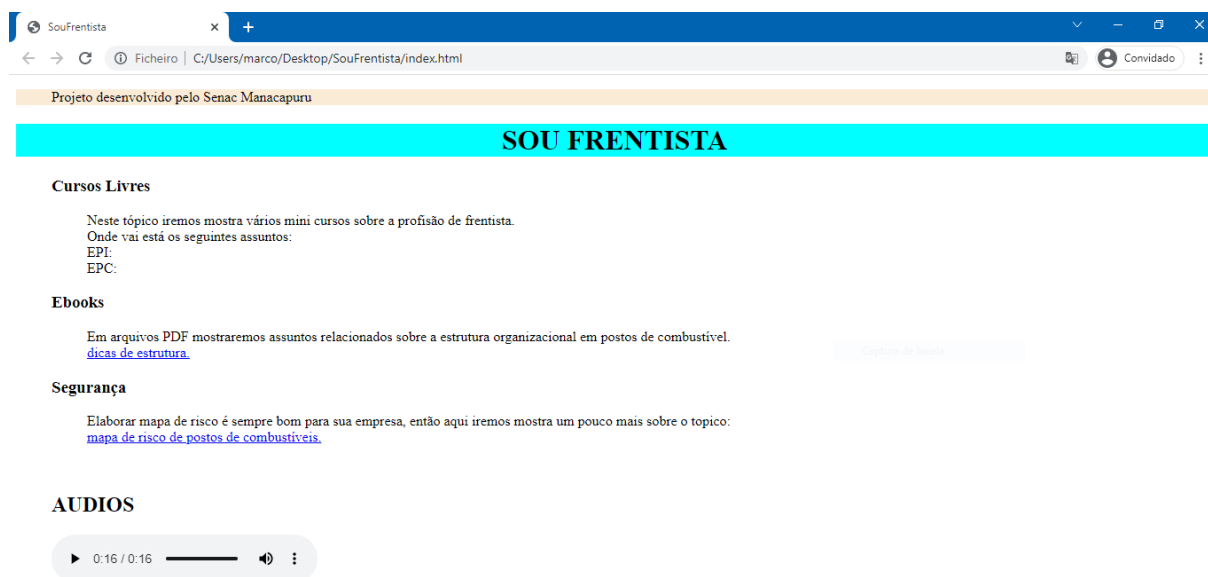 SouFrentista
Ficheiro | C:/Users/marco/Desktop/SouFrentista/index.html
Convidado
Projeto desenvolvido pelo Senac Manacapuru
SOU FRENTISTA
Cursos Livres
Neste tópico iremos mostra vários mini cursos sobre a profisão de frentista.
Onde vai está os seguintes assuntos:
EPI:
EPC:
Ebooks
Em arquivos PDF mostraremos assuntos relacionados sobre a estrutura organizacional em postos de combustível.
dicas de estrutura.
Segurança
Elaborar mapa de risco é sempre bom para sua empresa, então aqui iremos mostra um pouco mais sobre o topico:
mapa de risco de postos de combustíveis.
AUDIOS
0:16 / 0:16